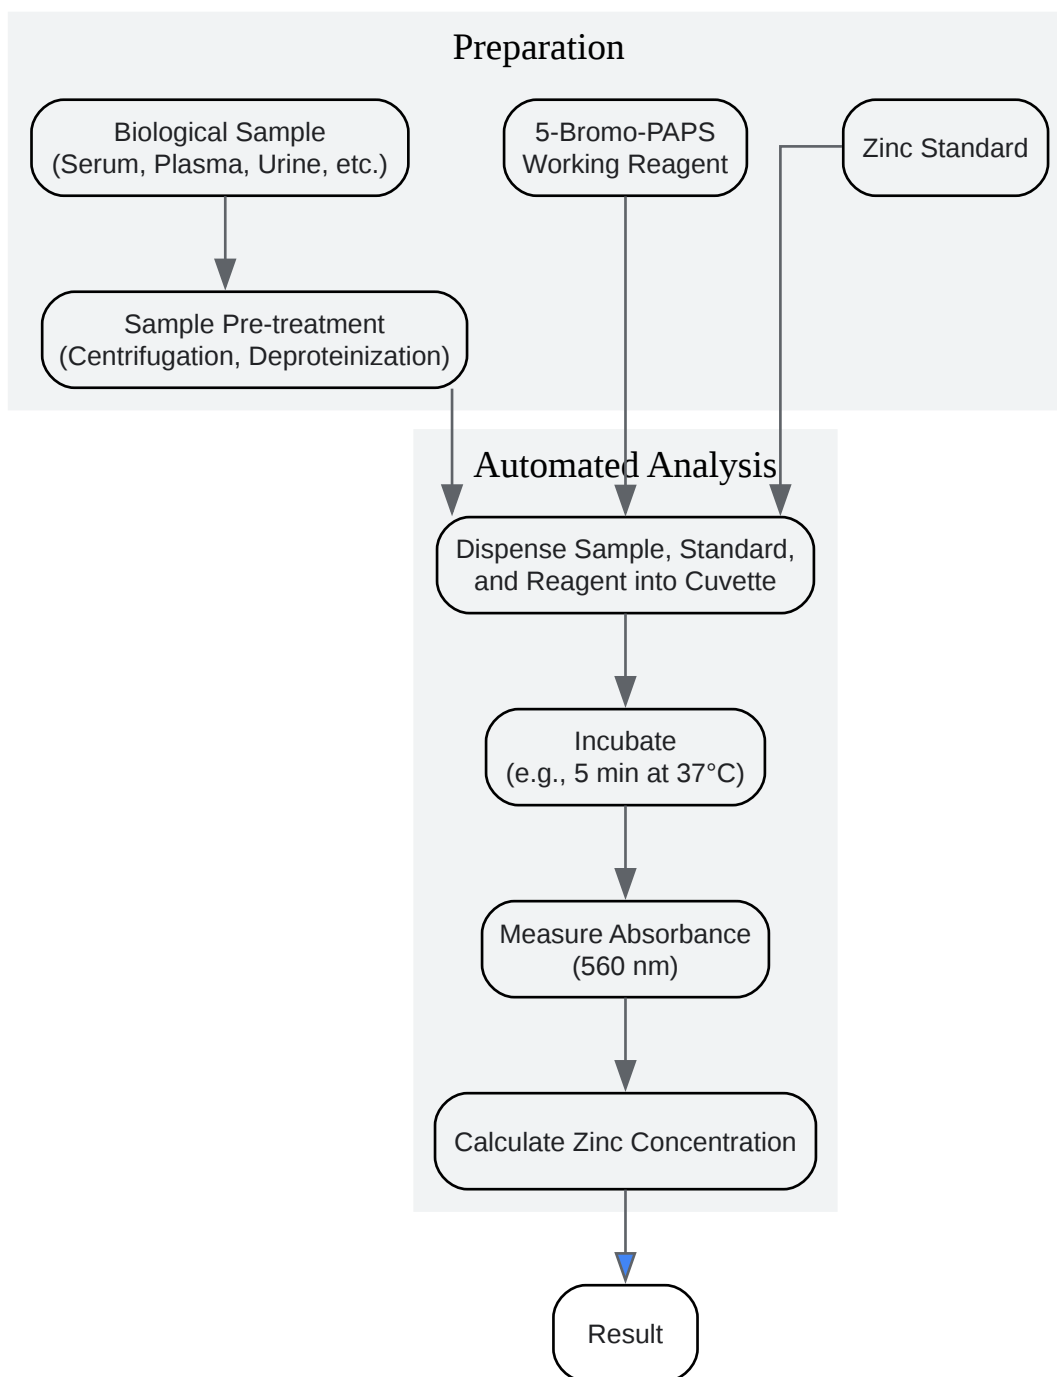 Preparation
Biological Sample
(Serum, Plasma, Urine, etc.)
5-Bromo-PAPS
Working Reagent
Zinc Standard
Sample Pre-treatment
(Centrifugation, Deproteinization)
Automated Analysis
Dispense Sample, Standard,
and Reagent into Cuvette
Incubate
(e.g., 5 min at 37°C)
Measure Absorbance
(560 nm)
Calculate Zinc Concentration
Result